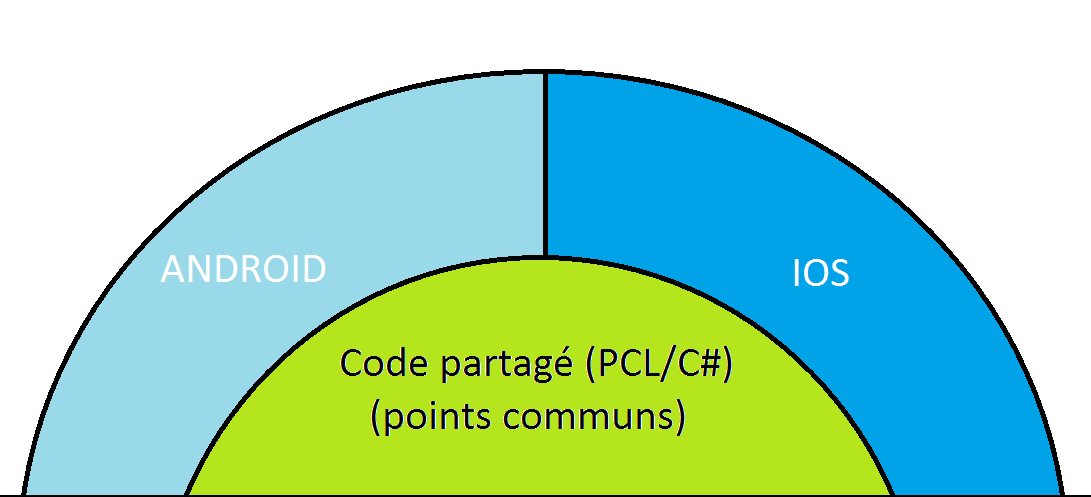 ANDROID
IOS
Code partagé (PCL/C#)
(points communs)